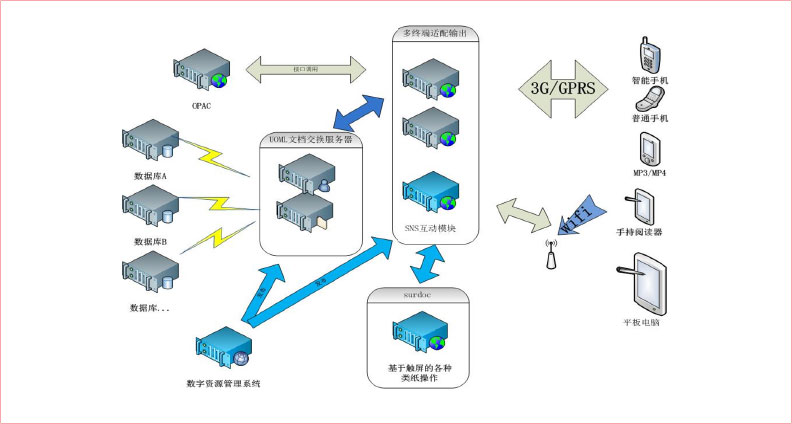 多终端适配输出
接口调用
OPAC
3G/GPRS
智能手机
普通手机
UOML文档交换服务器
数据库A
MP3/MP4
数据库B
SNS互动模块
Wifi
手持阅读器
数据库...
发布
发布
surdoc
平板电脑
数字资源管理系统
基于触屏的各种
类纸操作